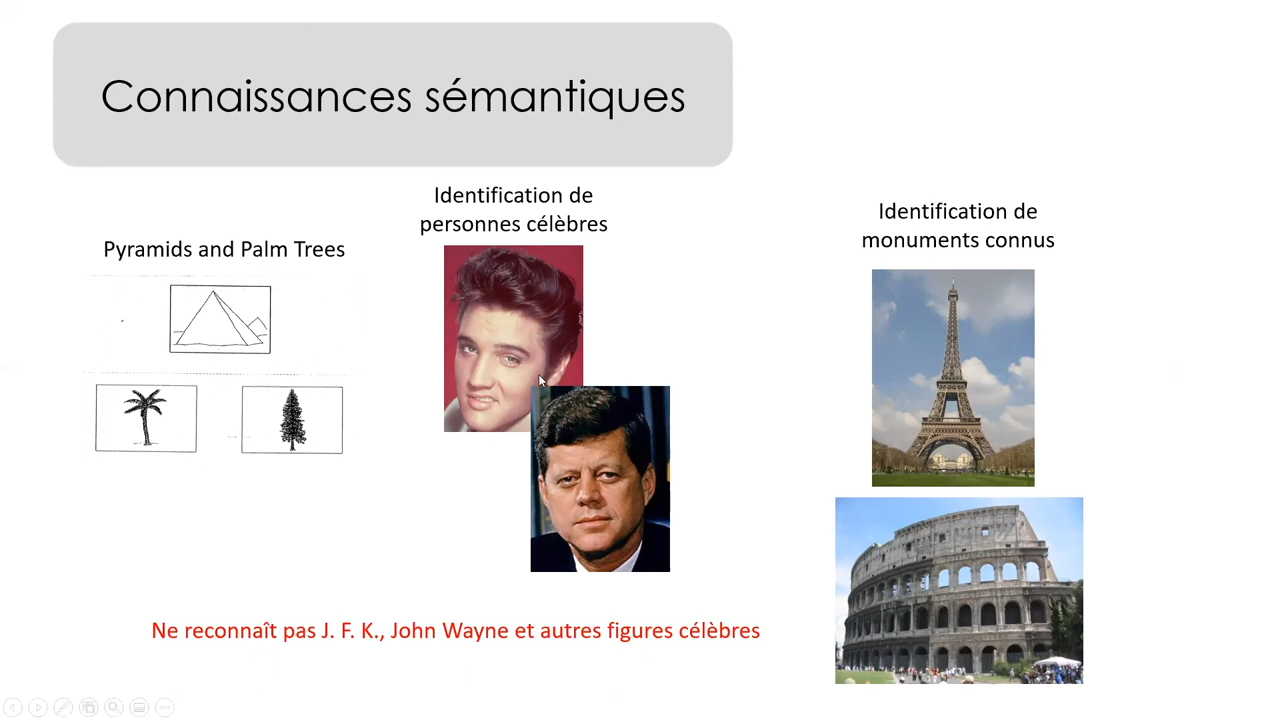 Connaissances sémantiques
Pyramids and Palm Trees
Identification de
personnes célèbres
Identification de
monuments connus
Ne reconnaît pas J. F. K., John Wayne et autres figures célèbres